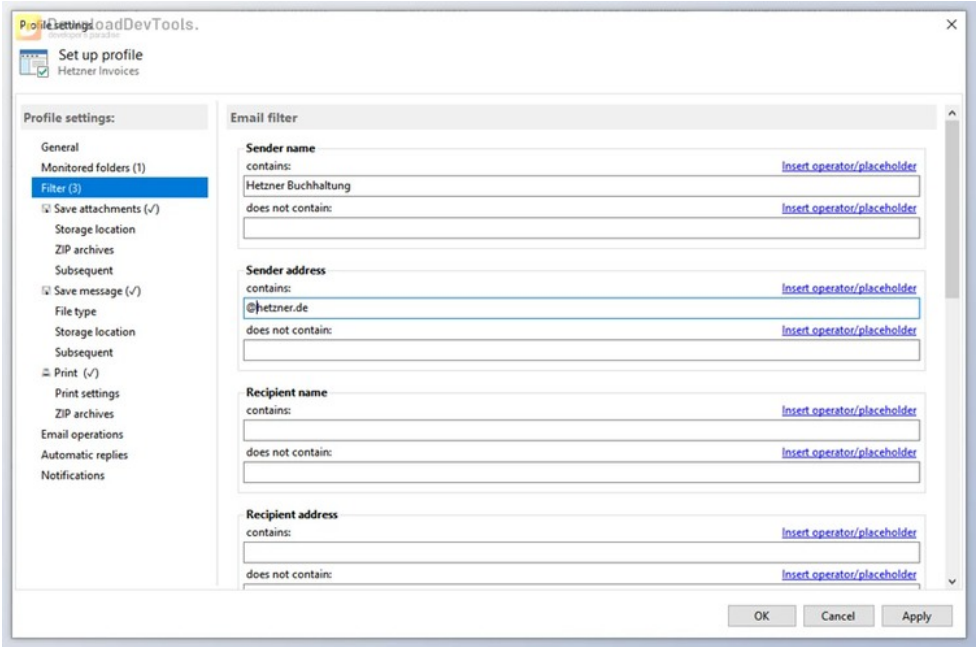 Profile settings
DownloadDevTools.
developer's paradise
Set up profile
Hetzner Invoices
Profile settings:
General
Monitored folders (1)
Filter (3)
Save attachments (√)
Storage location
ZIP archives
Subsequent
Save message (√)
File type
Storage location
Subsequent
Print (√)
Print settings
ZIP archives
Email operations
Automatic replies
Notifications
Email filter
Sender name
contains: Insert operator/placeholder
Hetzner Buchhaltung
does not contain: Insert operator/placeholder
Sender address
contains: Insert operator/placeholder
@hetzner.de
does not contain: Insert operator/placeholder
Recipient name
contains: Insert operator/placeholder
does not contain: Insert operator/placeholder
Recipient address
contains: Insert operator/placeholder
does not contain: Insert operator/placeholder
OK Cancel Apply